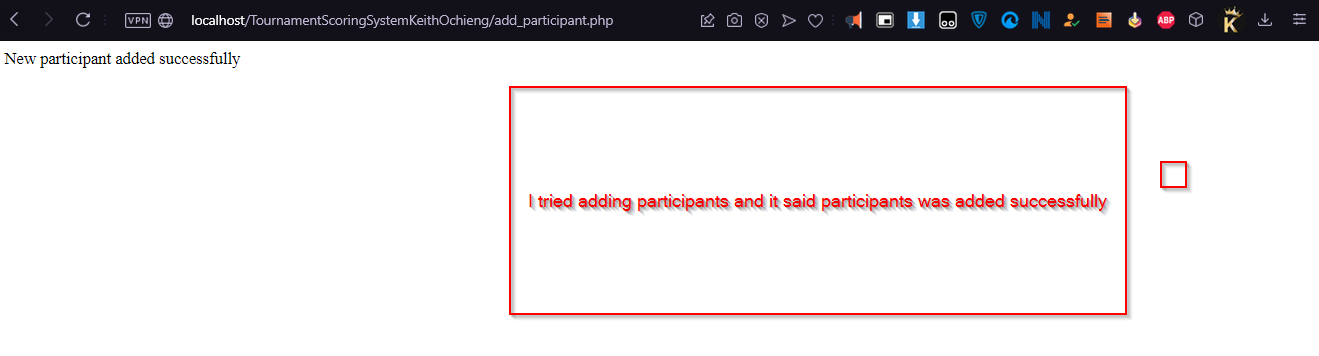 VPN localhost/TournamentScoringSystemKeithOchieng/add_participant.php ABP K
New participant added successfully
I tried adding participants and it said participants was added successfully